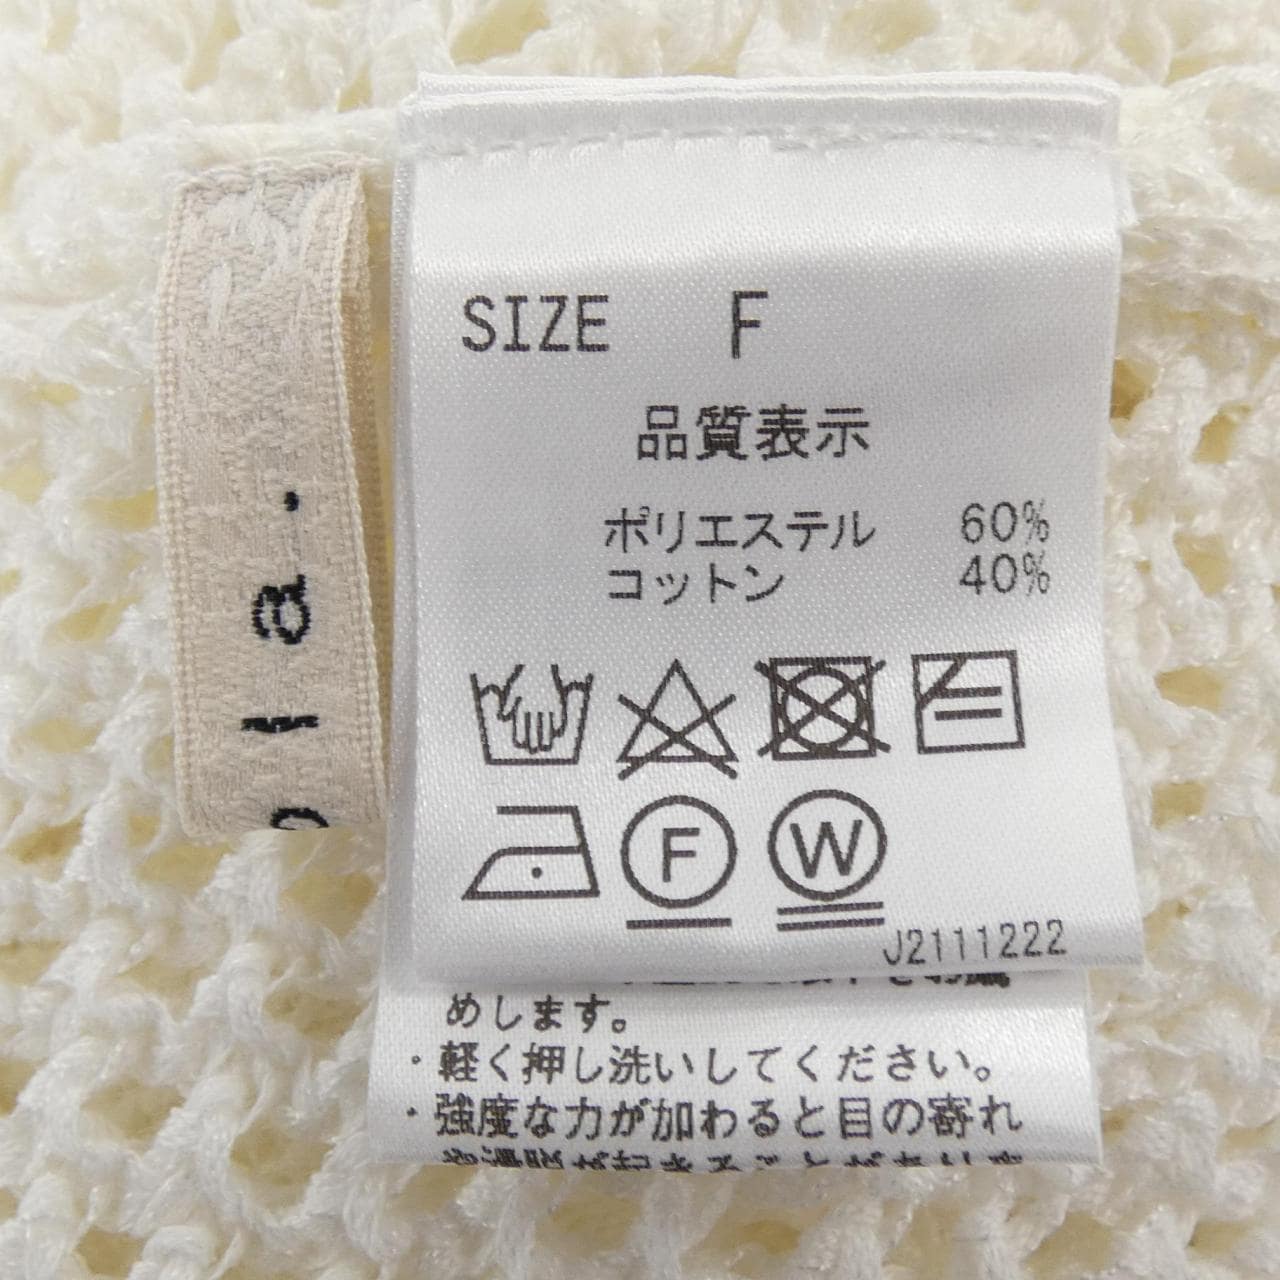 la.
SIZE F
品質表示
ポリエステル 60%
コットン 40%
F W
J2111222
めします。
・軽く押し洗いしてください。
・強度な力が加わると目の寄れ